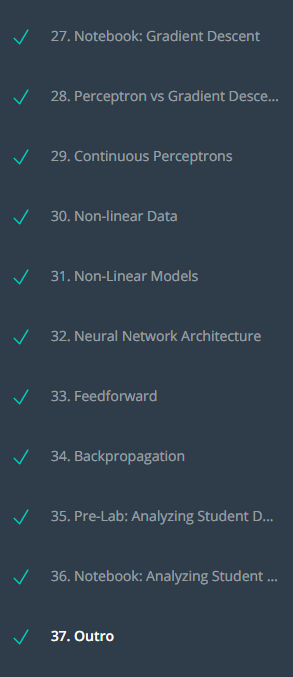 27. Notebook: Gradient Descent
28. Perceptron vs Gradient Desce...
29. Continuous Perceptrons
30. Non-linear Data
31. Non-Linear Models
32. Neural Network Architecture
33. Feedforward
34. Backpropagation
35. Pre-Lab: Analyzing Student D...
36. Notebook: Analyzing Student ...
37. Outro